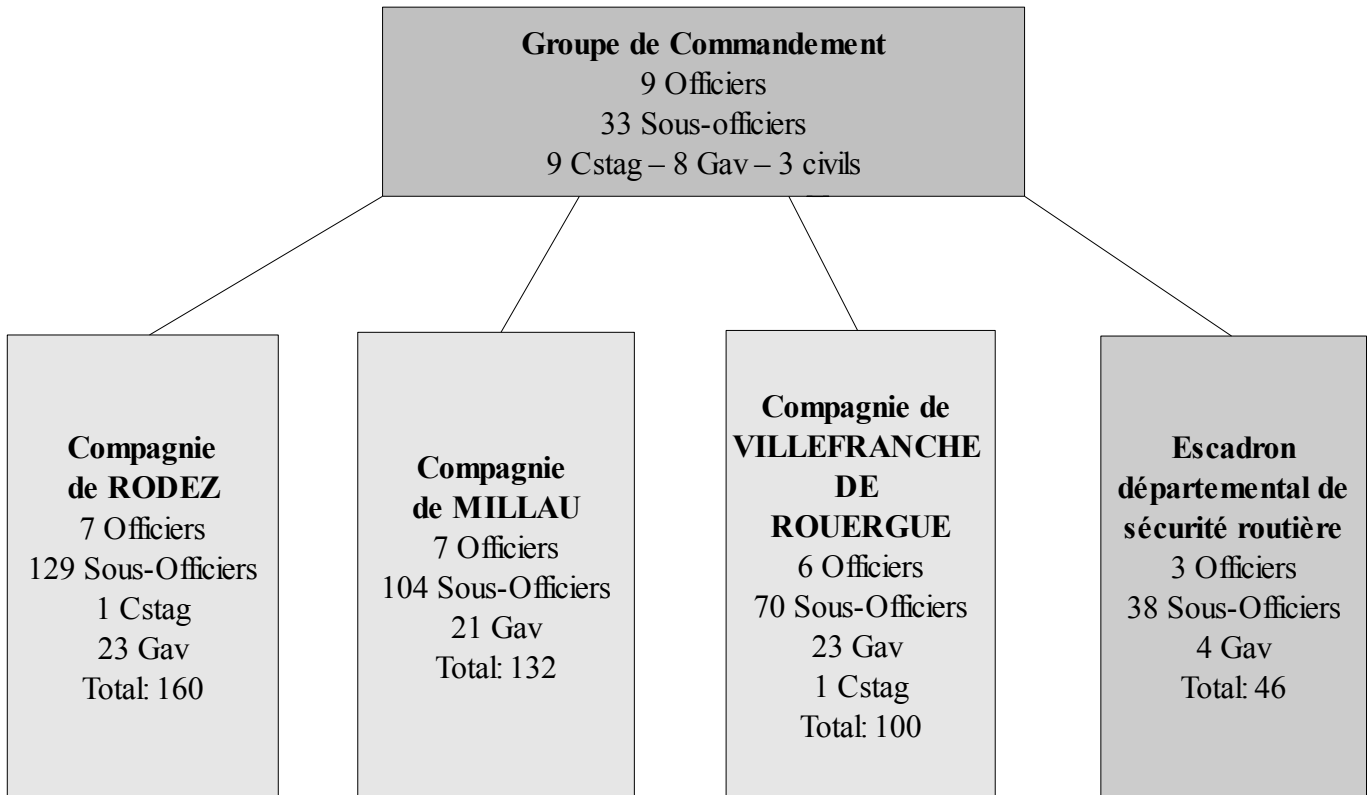 Groupe de Commandement
9 Officiers
33 Sous-officiers
9 Cstag – 8 Gav – 3 civils
Compagnie
de RODEZ
7 Officiers
129 Sous-Officiers
1 Cstag
23 Gav
Total: 160
Compagnie
de MILLAU
7 Officiers
104 Sous-Officiers
21 Gav
Total: 132
Compagnie de
VILLEFRANCHE
DE
ROUERGUE
6 Officiers
70 Sous-Officiers
23 Gav
1 Cstag
Total: 100
Escadron
départemental de
sécurité routière
3 Officiers
38 Sous-Officiers
4 Gav
Total: 46